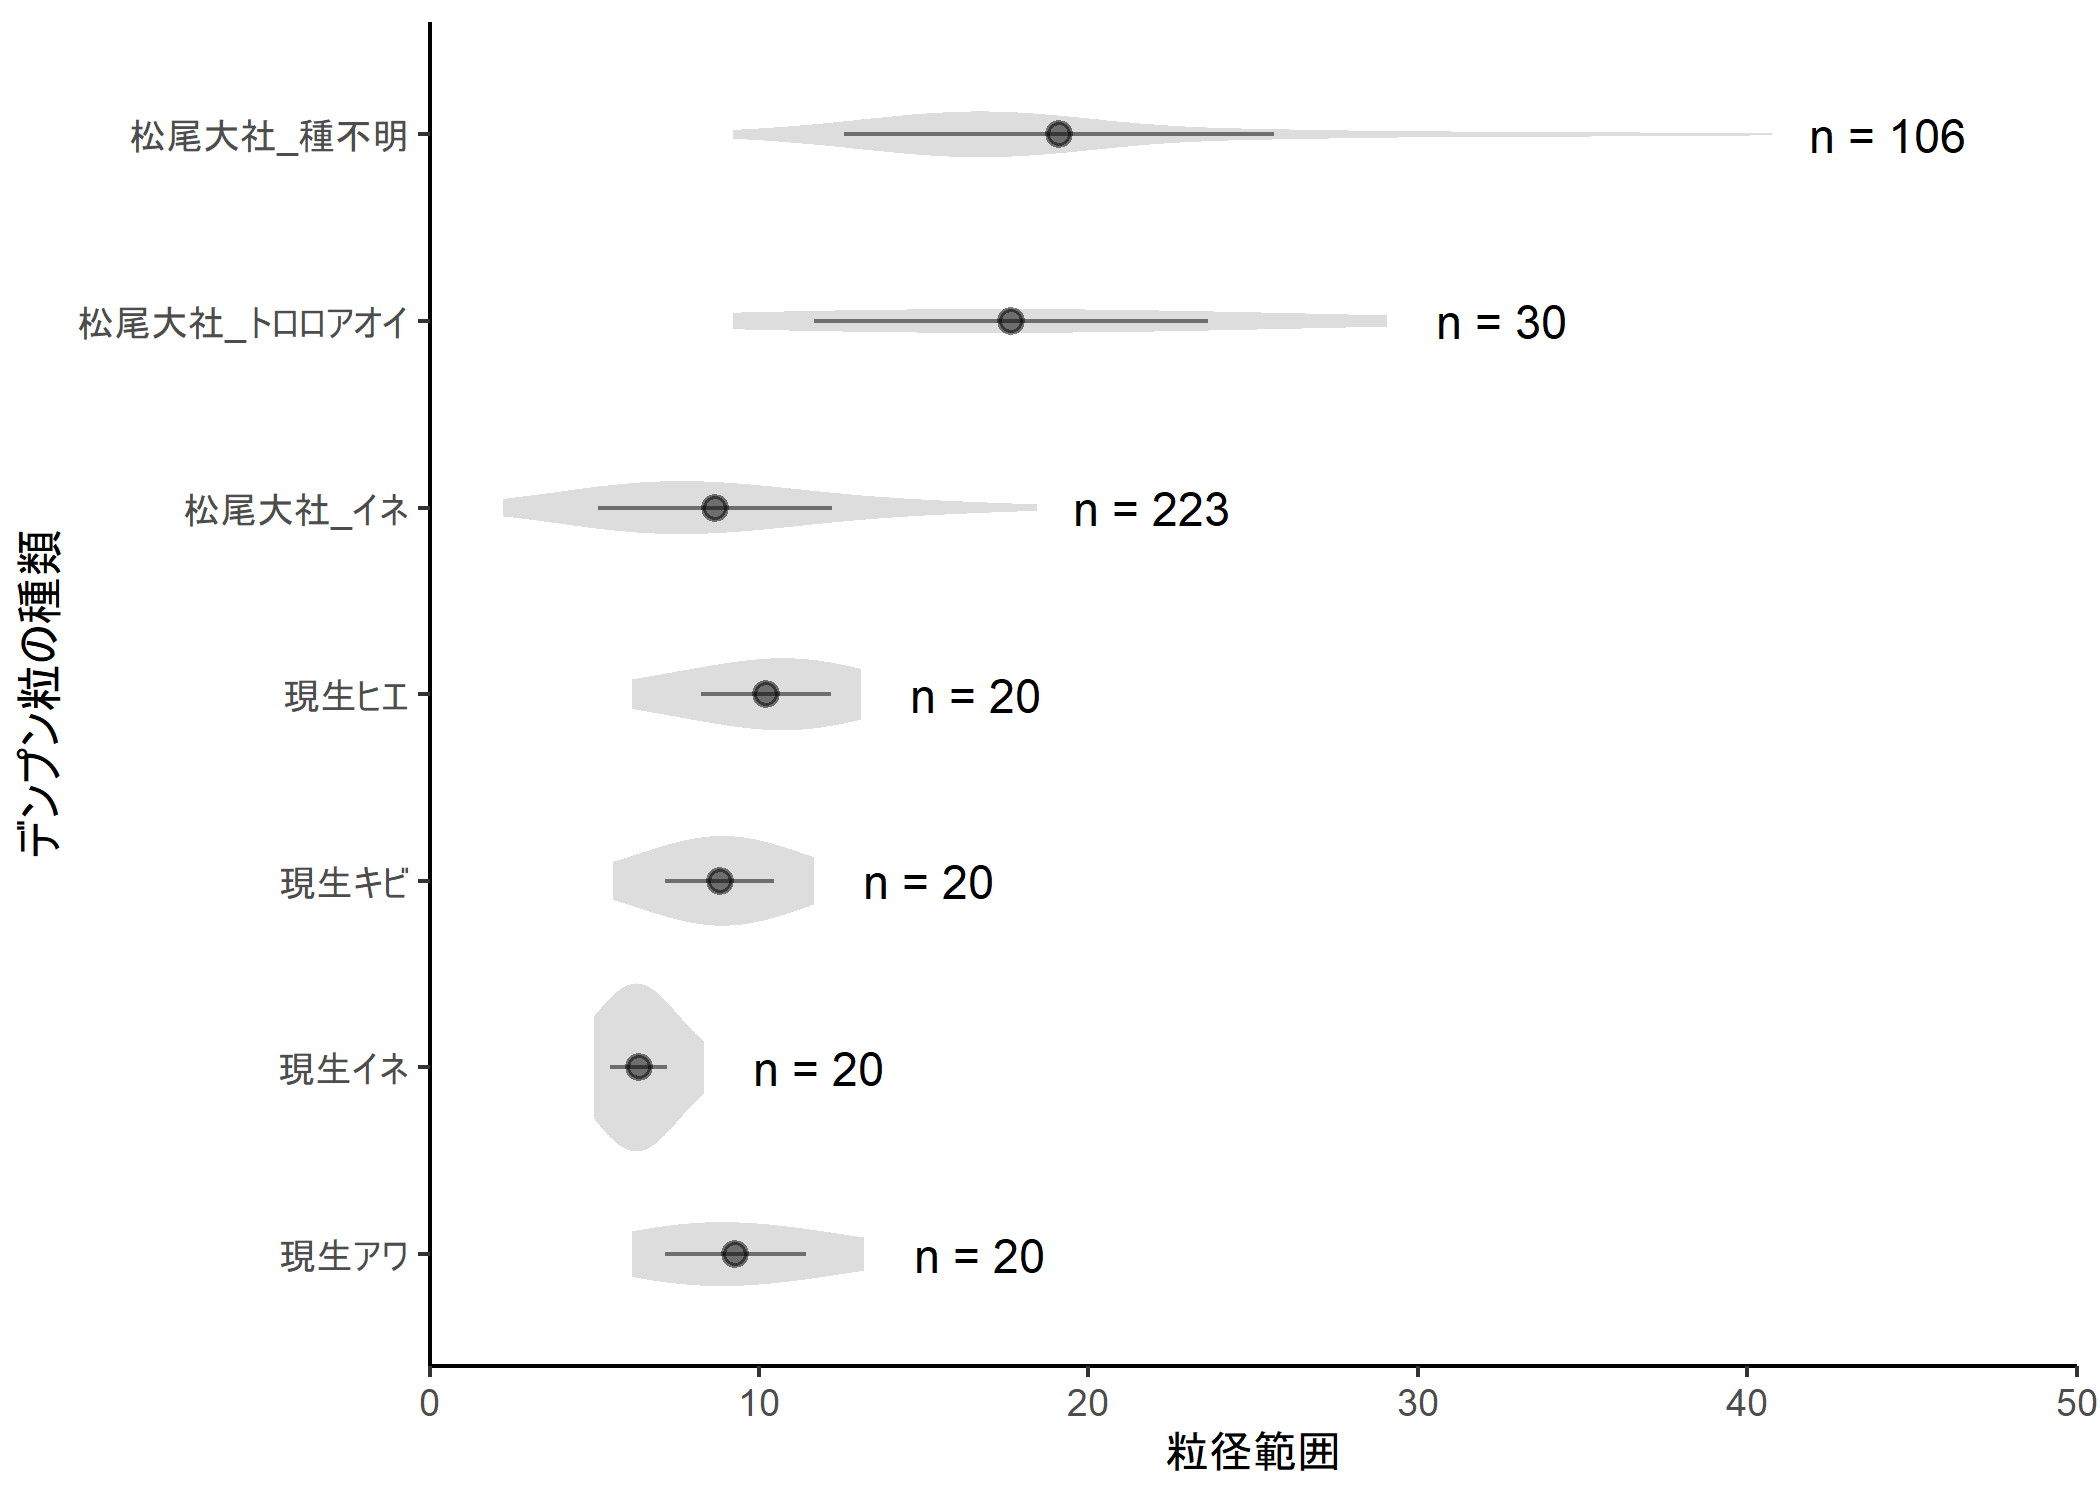 デンプン粒の種類
松尾大社_種不明
n = 106
松尾大社_トロロアオイ
n = 30
松尾大社_イネ
n = 223
現生ヒエ
n = 20
現生キビ
n = 20
現生イネ
n = 20
現生アワ
n = 20
0 10 20 30 40 50
粒径範囲